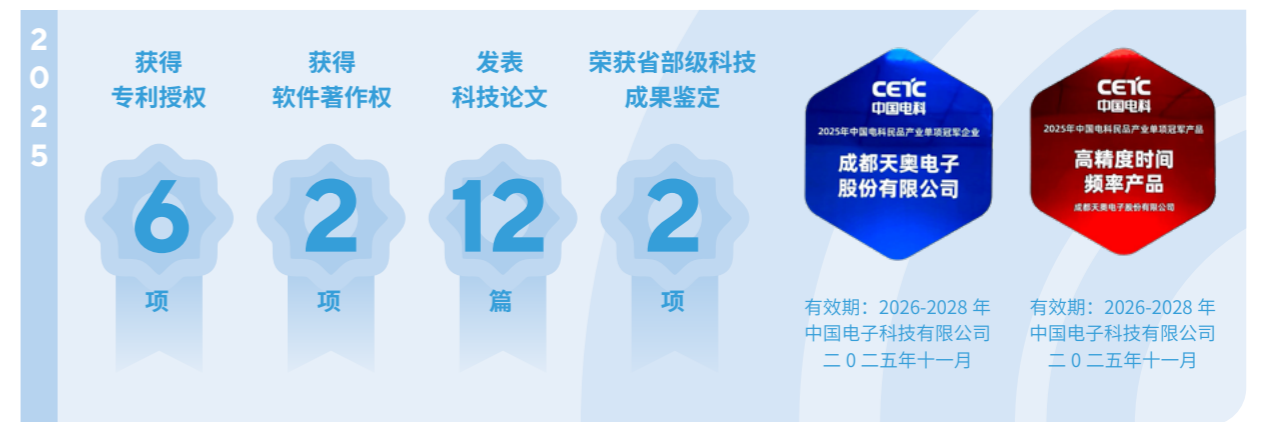 2025
获得
专利授权
6
项
获得
软件著作权
2
项
发表
科技论文
12
篇
荣获省部级科技
成果鉴定
2
项
CETC
中国电科
2025年中国电科民品产业单项冠军企业
成都天奥电子
股份有限公司
有效期：2026-2028 年
中国电子科技有限公司
二 0 二五年十一月
CETC
中国电科
2025年中国电科民品产业单项冠军产品
高精度时间
频率产品
成都天奥电子股份有限公司
有效期：2026-2028 年
中国电子科技有限公司
二 0 二五年十一月